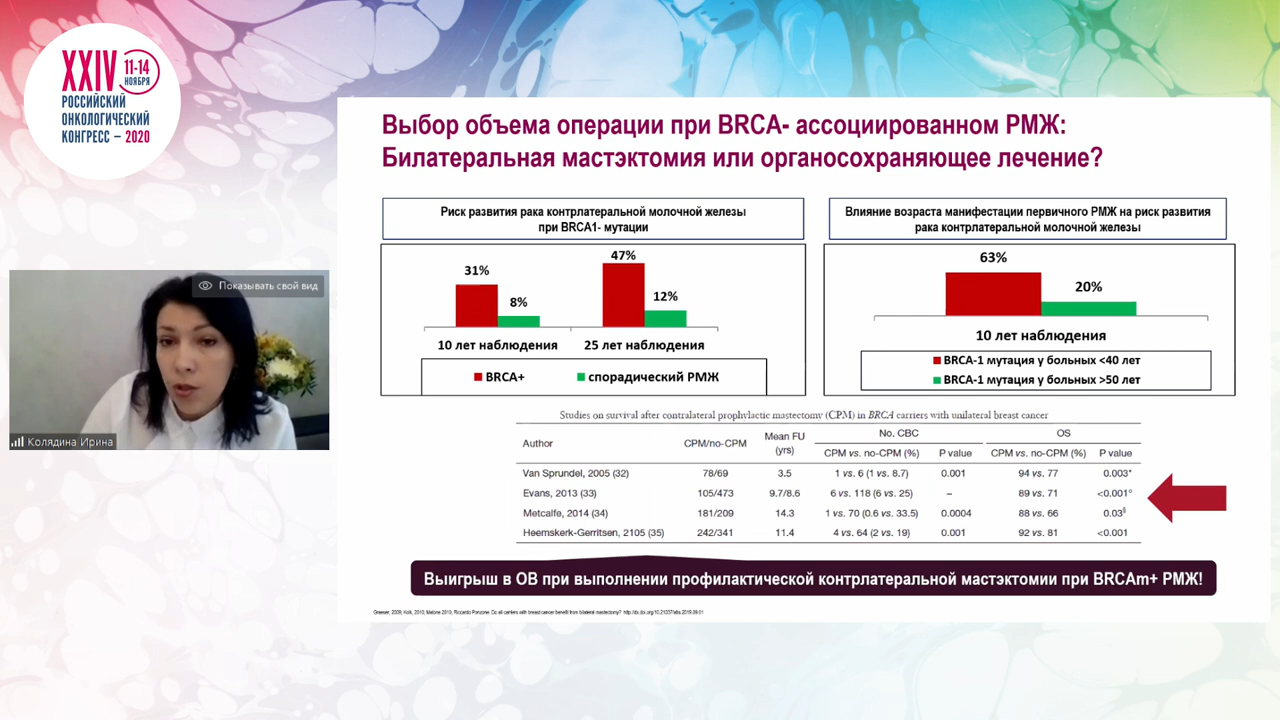 XXIV
11-14
НОЯБРЯ
РОССИЙСКИЙ
ОНКОЛОГИЧЕСКИЙ
КОНГРЕСС – 2020
Выбор объема операции при BRCA- ассоциированном РМЖ:
Билатеральная мастэктомия или органосохраняющее лечение?
Риск развития рака контрлатеральной молочной железы
при BRCA1- мутации
31%
8%
47%
12%
10 лет наблюдения
25 лет наблюдения
BRCA+
спорадический РМЖ
Влияние возраста манифестации первичного РМЖ на риск развития
рака контрлатеральной молочной железы
63%
20%
10 лет наблюдения
BRCA-1 мутация у больных <40 лет
BRCA-1 мутация у больных >50 лет
Показывать свой вид
Колядина Ирина
Studies on survival after contralateral prophylactic mastectomy (CPM) in BRCA carriers with unilateral breast cancer
Author CPM/no-CPM Mean FU (yrs) No. CBC OS
CPM vs. no-CPM (%) P value CPM vs. no-CPM (%) P value
Van Sprundel, 2005 (32) 78/69 3.5 1 vs. 6 (1 vs. 8.7) 0.001 94 vs. 77 0.003*
Evans, 2013 (33) 105/473 9.7/8.6 6 vs. 118 (6 vs. 25) – 89 vs. 71 <0.001°
Metcalfe, 2014 (34) 181/209 14.3 1 vs. 70 (0.6 vs. 33.5) 0.0004 88 vs. 66 0.03§
Heemskerk-Gerritsen, 2105 (35) 242/341 11.4 4 vs. 64 (2 vs. 19) 0.001 92 vs. 81 <0.001
Выигрыш в ОВ при выполнении профилактической контрлатеральной мастэктомии при BRCAm+ РМЖ!